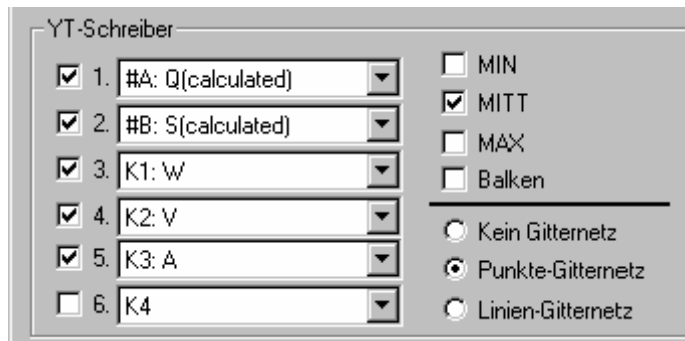 YT-Schreiber
1. #A: Q(calculated)
2. #B: S(calculated)
3. K1: W
4. K2: V
5. K3: A
6. K4
MIN
MITT
MAX
Balken
Kein Gitternetz
Punkte-Gitternetz
Linien-Gitternetz